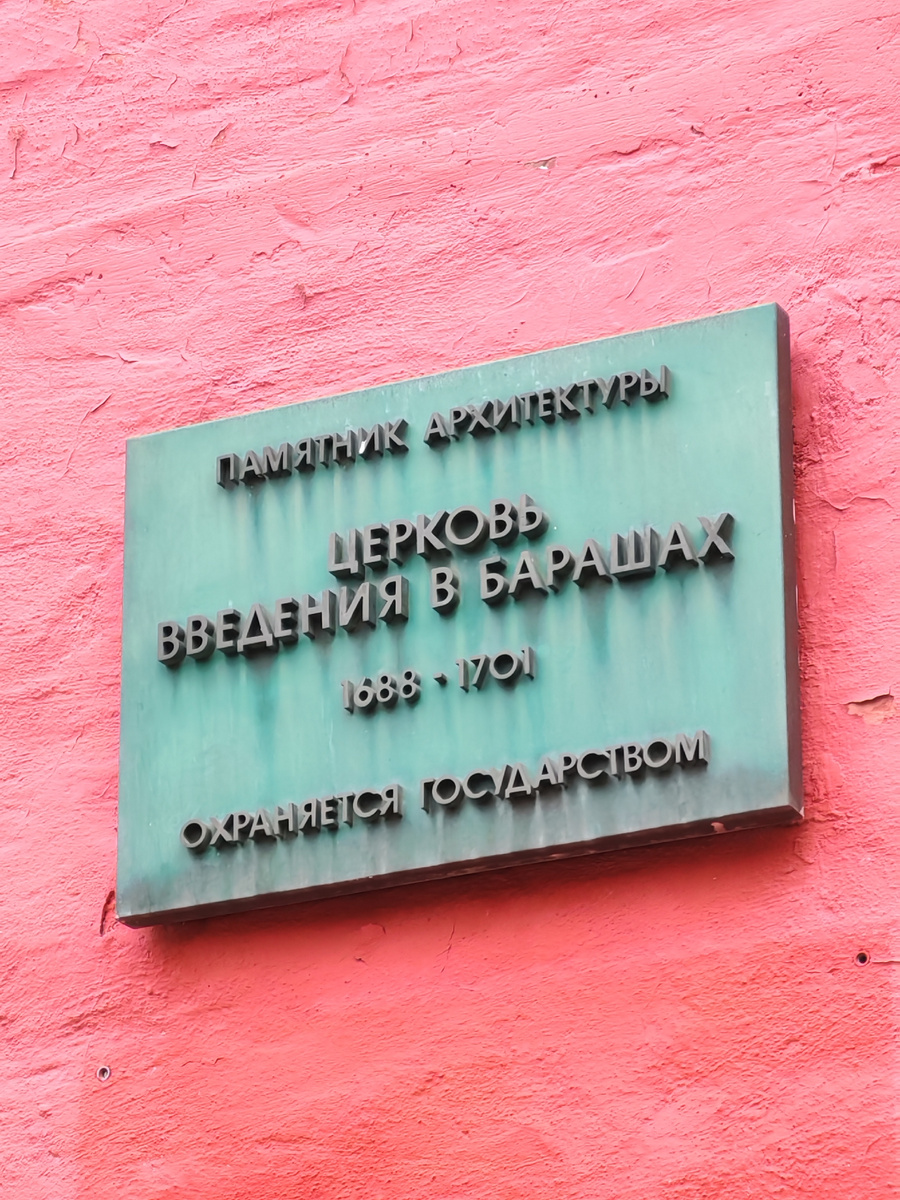 ПАМЯТНИК АРХИТЕКТУРЫ
ЦЕРКОВЬ
ВВЕДЕНИЯ В БАРАШАХ
1688 - 1701
ОХРАНЯЕТСЯ ГОСУДАРСТВОМ